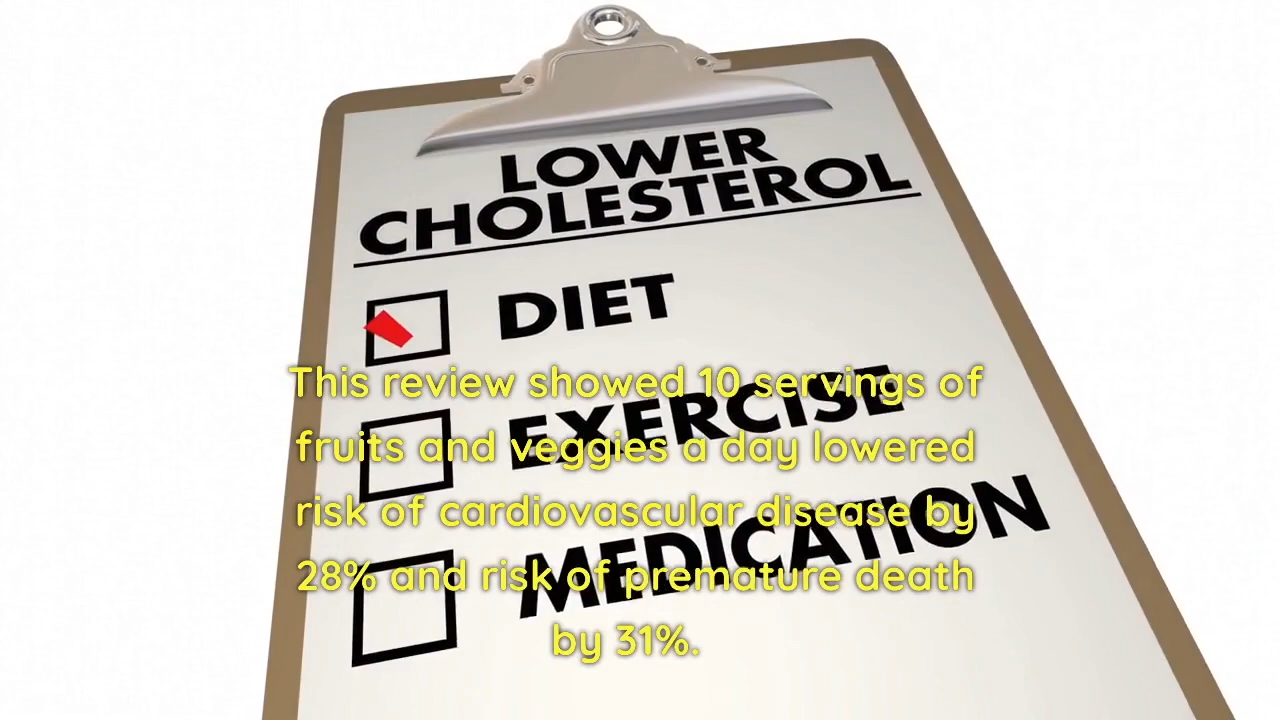 LOWER
CHOLESTEROL
DIET
EXERCISE
MEDICATION
This review showed 10 servings of
fruits and veggies a day lowered
risk of cardiovascular disease by
28% and risk of premature death
by 31%.